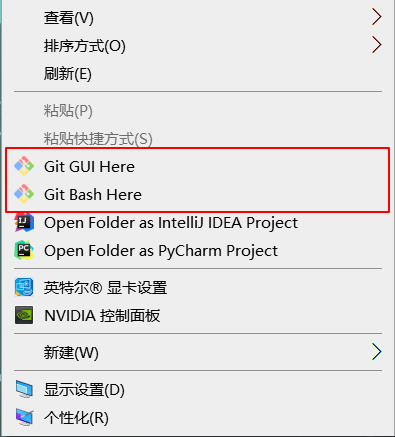 查看(V)
排序方式(O)
刷新(E)
粘贴(P)
粘贴快捷方式(S)
Git GUI Here
Git Bash Here
Open Folder as IntelliJ IDEA Project
Open Folder as PyCharm Project
英特尔® 显卡设置
NVIDIA 控制面板
新建(W)
显示设置(D)
个性化(R)